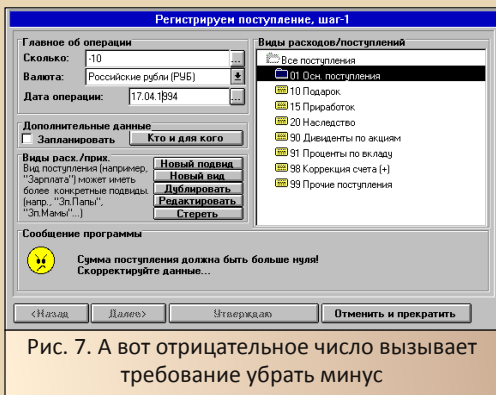 Регистрируем поступление, шаг-1
Главное об операции
Сколько: -10 ...
Валюта: Российские рубли (РУБ)
Дата операции: 17.04.1994 ...
Дополнительные данные
Запланировать Кто и для кого
Виды расх./прих.
Вид поступления (например, "Зарплата") может иметь более конкретные подвиды. (напр., "Зп.Папы", "Зп.Мамы"...)
Новый подвид
Новый вид
Дублировать
Редактировать
Стереть
Виды расходов/поступлений
Все поступления
01 Осн. поступления
10 Подарок
15 Приработок
20 Наследство
90 Дивиденты по акциям
91 Проценты по вкладу
98 Коррекция счета (+)
99 Прочие поступления
Сообщение программы
Сумма поступления должна быть больше нуля!
Скорректируйте данные...
<Назад Далее> Утверждаю Отменить и прекратить
Рис. 7. А вот отрицательное число вызывает
требование убрать минус